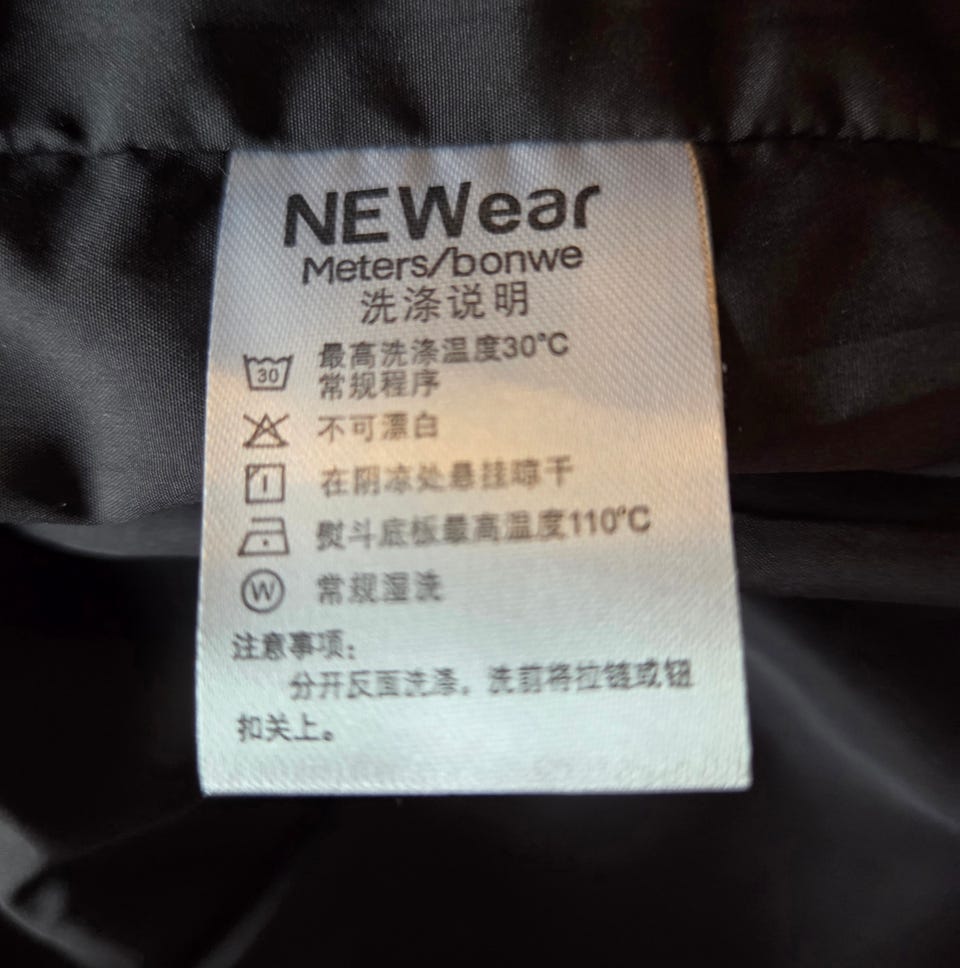 NEWear
Meters/bonwe
洗涤说明
30 最高洗涤温度30℃
常规程序
不可漂白
在阴凉处悬挂晾干
熨斗底板最高温度110℃
W 常规湿洗
注意事项:
分开反面洗涤，洗前将拉链或钮
扣关上。